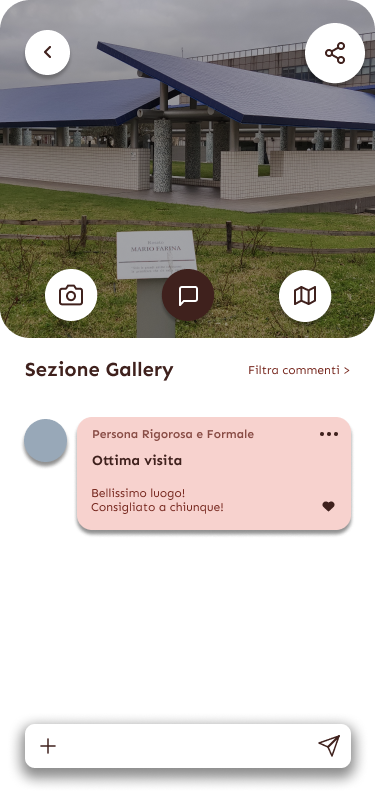 MARIO FARINA
Sezione Gallery
Filtra commenti >
Persona Rigorosa e Formale
Ottima visita
Bellissimo luogo!
Consigliato a chiunque!